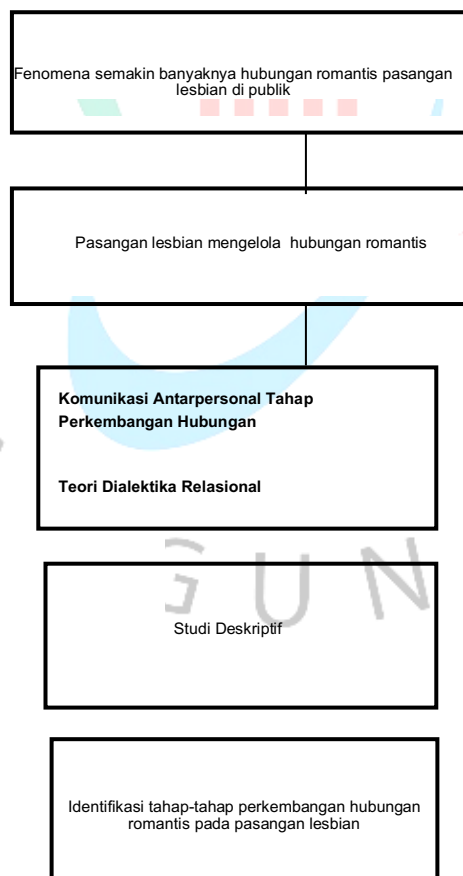 Fenomena semakin banyaknya hubungan romantis pasangan
lesbian di publik
Pasangan lesbian mengelola hubungan romantis
Komunikasi Antarpersonal Tahap
Perkembangan Hubungan
Teori Dialektika Relasional
G U N
Studi Deskriptif
Identifikasi tahap-tahap perkembangan hubungan
romantis pada pasangan lesbian